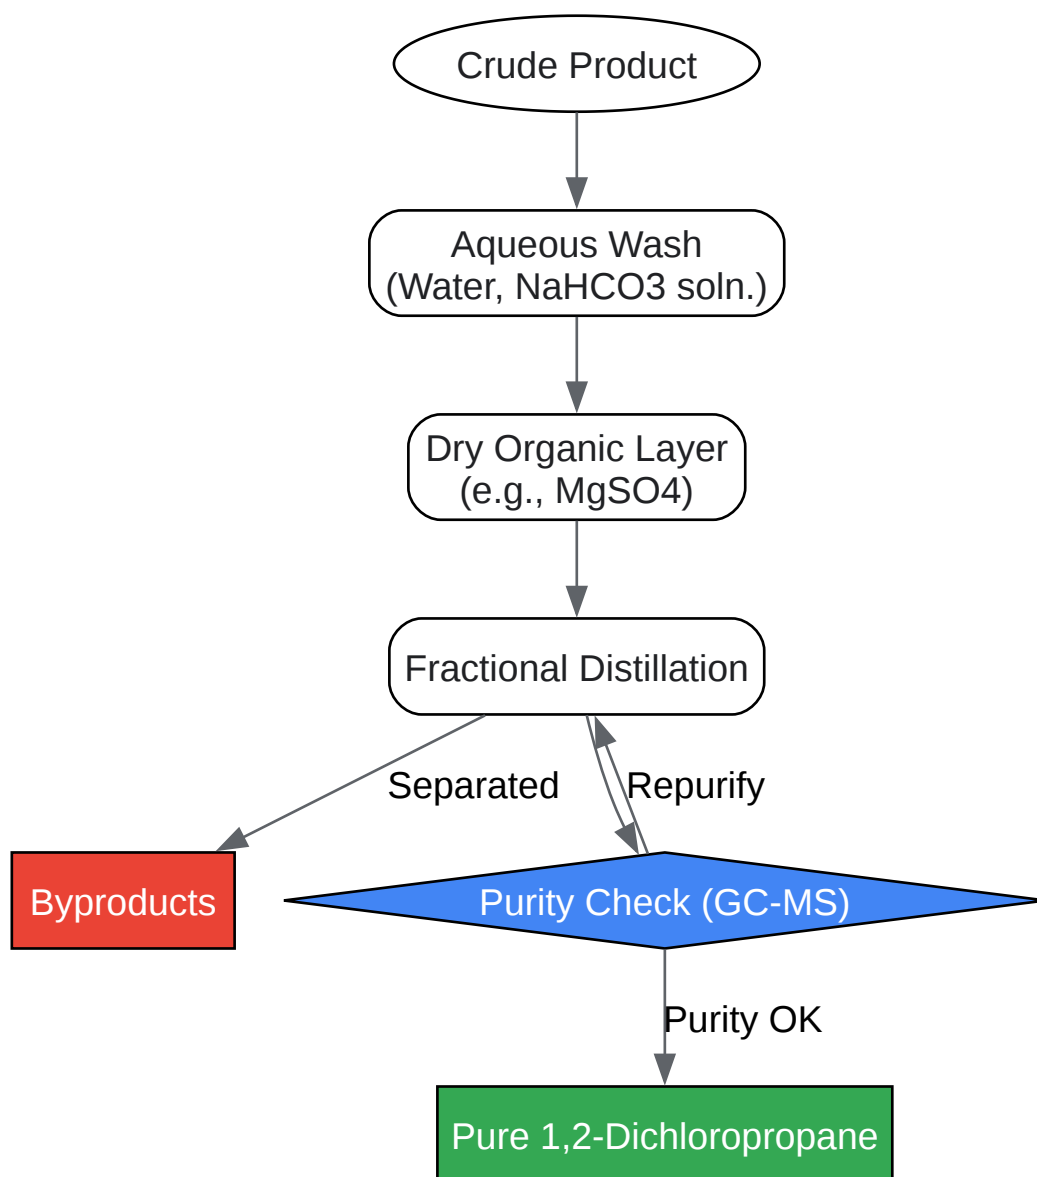 Crude Product
Aqueous Wash
(Water, NaHCO3 soln.)
Dry Organic Layer
(e.g., MgSO4)
Fractional Distillation
Separated
Repurify
Byproducts
Purity Check (GC-MS)
Purity OK
Pure 1,2-Dichloropropane